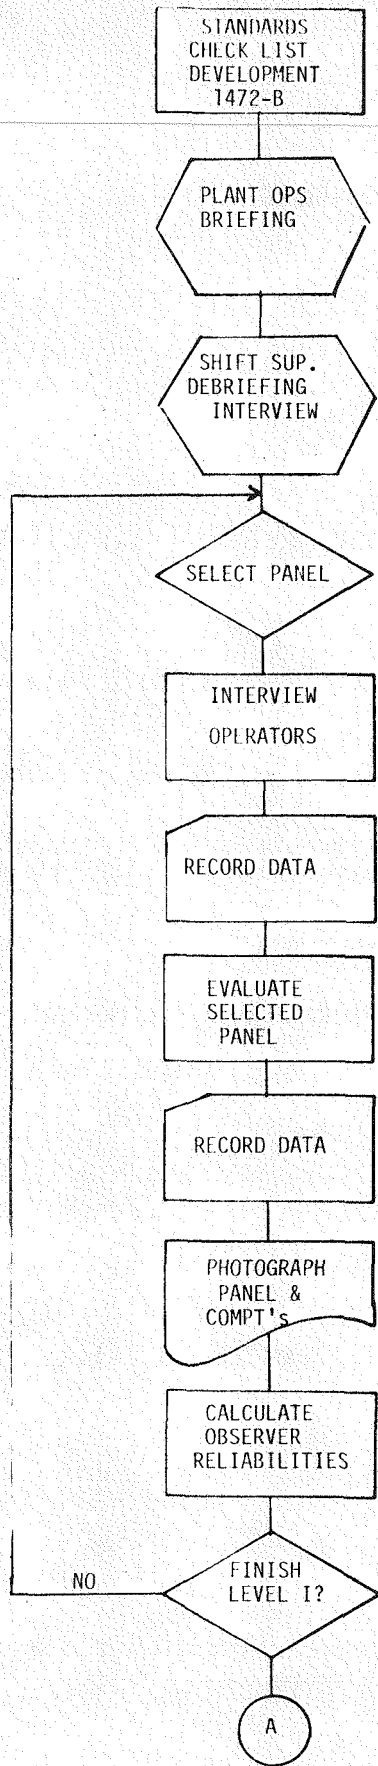 STANDARDS
CHECK LIST
DEVELOPMENT
1472-B
PLANT OPS
BRIEFING
SHIFT SUP.
DEBRIEFING
INTERVIEW
SELECT PANEL
INTERVIEW
OPERATORS
RECORD DATA
EVALUATE
SELECTED
PANEL
RECORD DATA
PHOTOGRAPH
PANEL &
COMPT's
CALCULATE
OBSERVER
RELIABILITIES
FINISH
LEVEL I?
NO
A